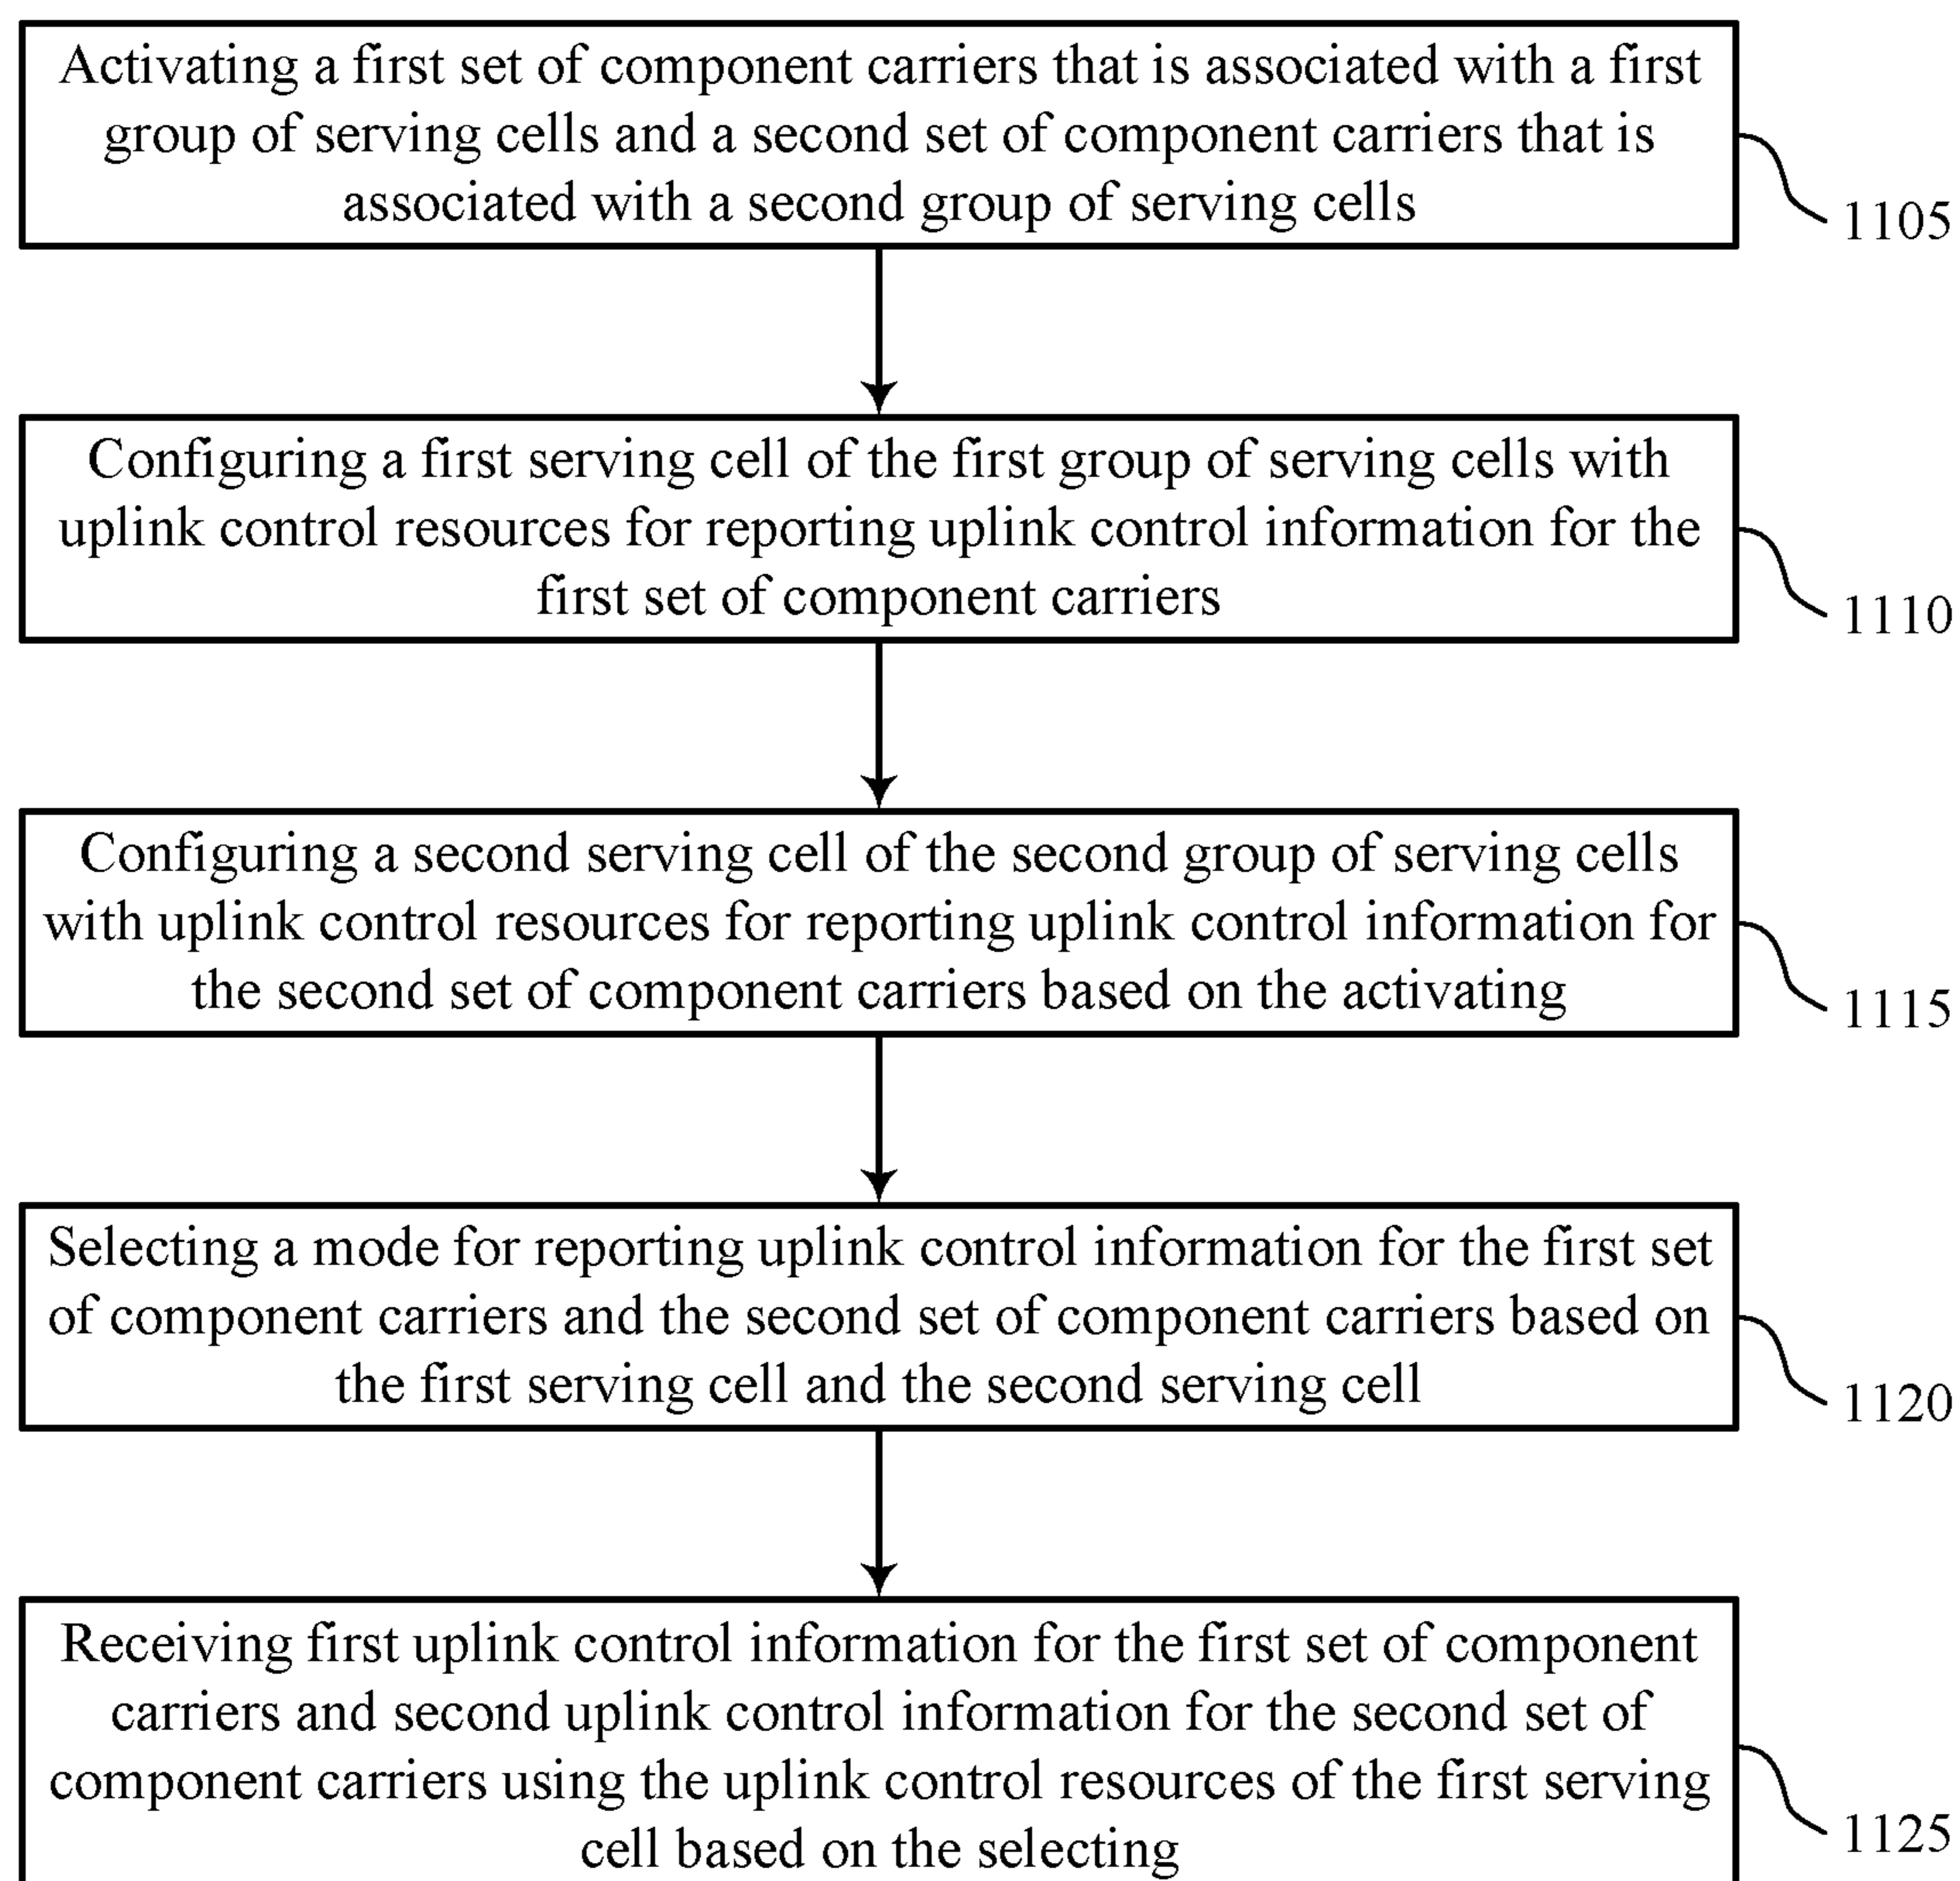 Activating a first set of component carriers that is associated with a first
group of serving cells and a second set of component carriers that is
associated with a second group of serving cells
1105
Configuring a first serving cell of the first group of serving cells with
uplink control resources for reporting uplink control information for the
first set of component carriers
1110
Configuring a second serving cell of the second group of serving cells
with uplink control resources for reporting uplink control information for
the second set of component carriers based on the activating
1115
Selecting a mode for reporting uplink control information for the first set
of component carriers and the second set of component carriers based on
the first serving cell and the second serving cell
1120
Receiving first uplink control information for the first set of component
carriers and second uplink control information for the second set of
component carriers using the uplink control resources of the first serving
cell based on the selecting
1125